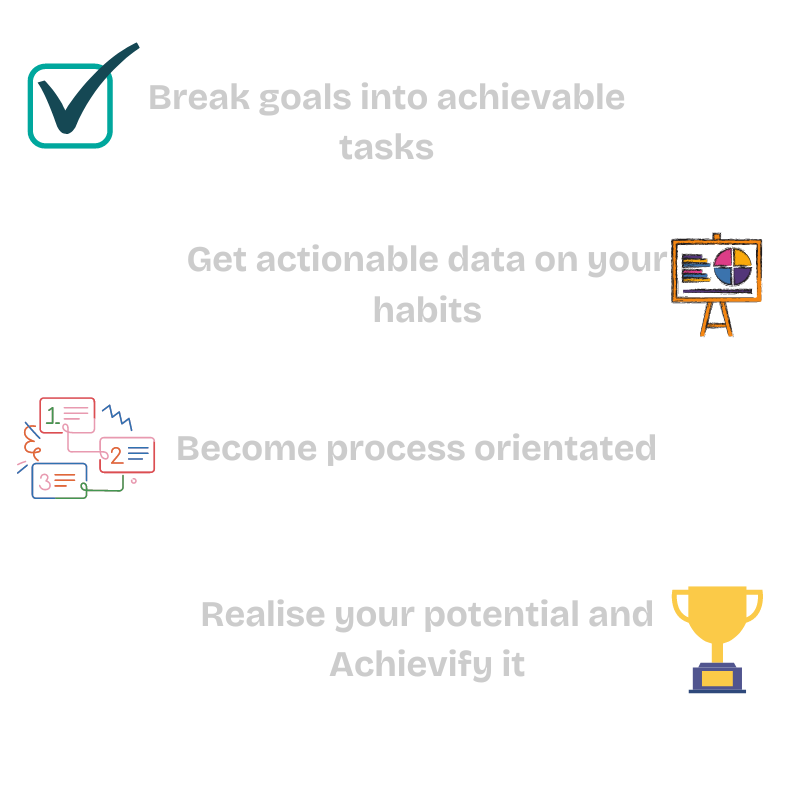 Break goals into achievable
tasks
Get actionable data on your
habits
1
2
3
Become process orientated
Realise your potential and
Achievify it